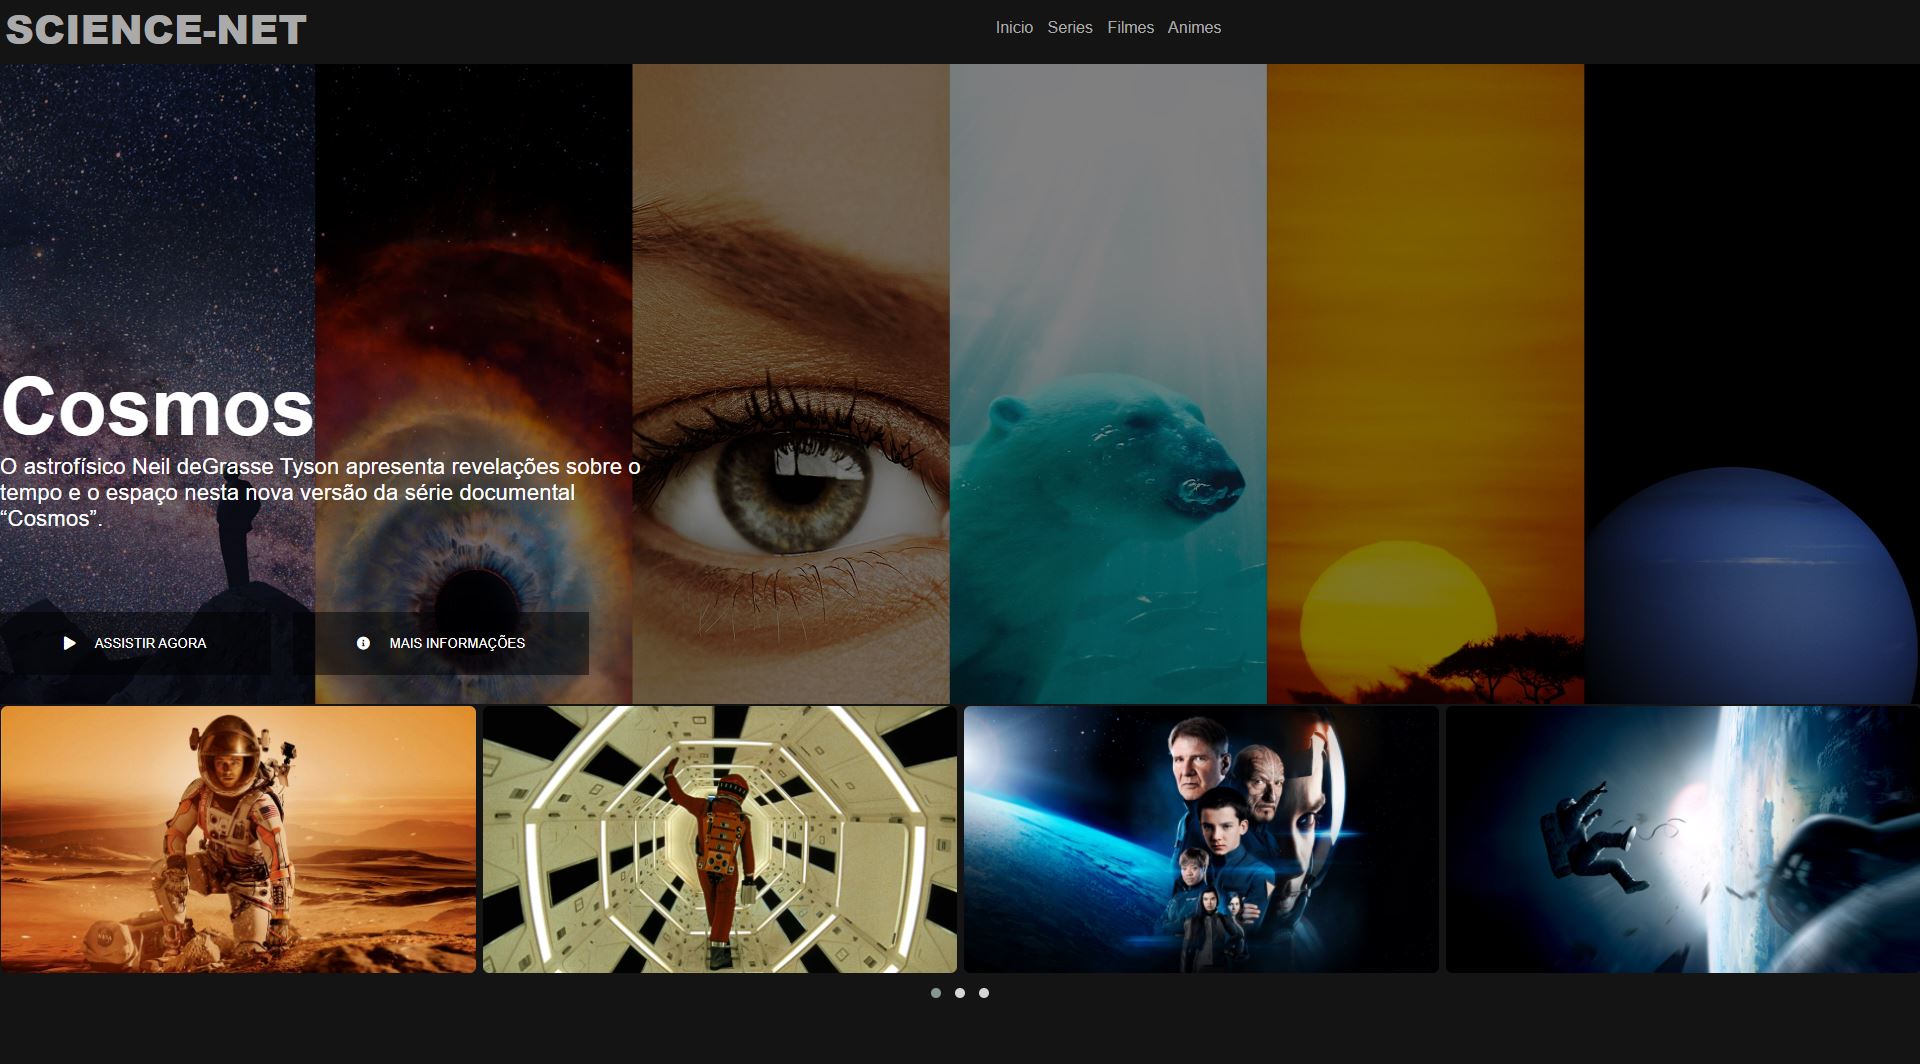 SCIENCE-NET
Inicio Series Filmes Animes
Cosmos
O astrofísico Neil deGrasse Tyson apresenta revelações sobre o
tempo e o espaço nesta nova versão da série documental
“Cosmos”.
ASSISTIR AGORA
MAIS INFORMAÇÕES